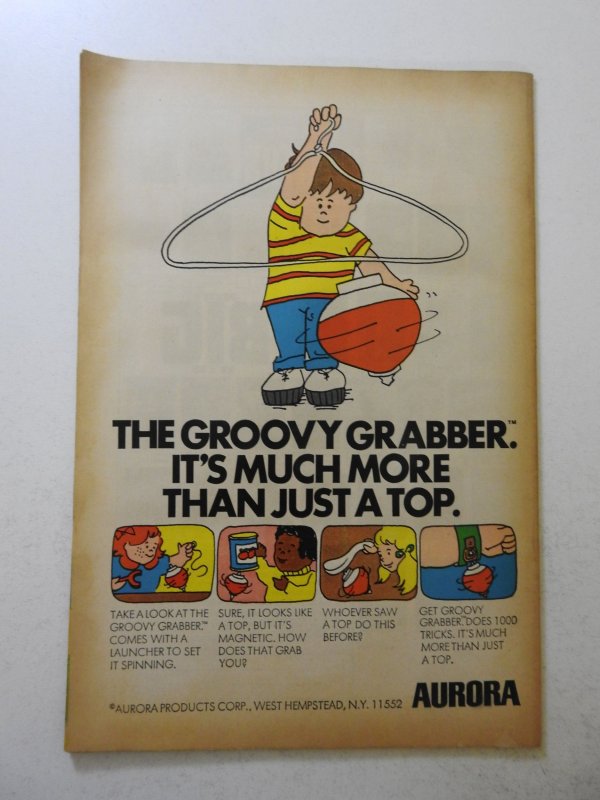 THE GROOVY GRABBER.™
IT'S MUCH MORE
THAN JUST A TOP.
TAKE A LOOK AT THE
GROOVY GRABBER.™
COMES WITH A
LAUNCHER TO SET
IT SPINNING.
SURE, IT LOOKS LIKE
A TOP, BUT IT'S
MAGNETIC. HOW
DOES THAT GRAB
YOU?
WHOEVER SAW
A TOP DO THIS
BEFORE?
GET GROOVY
GRABBER.™DOES 1000
TRICKS. IT'S MUCH
MORE THAN JUST
A TOP.
©AURORA PRODUCTS CORP., WEST HEMPSTEAD, N.Y. 11552 AURORA